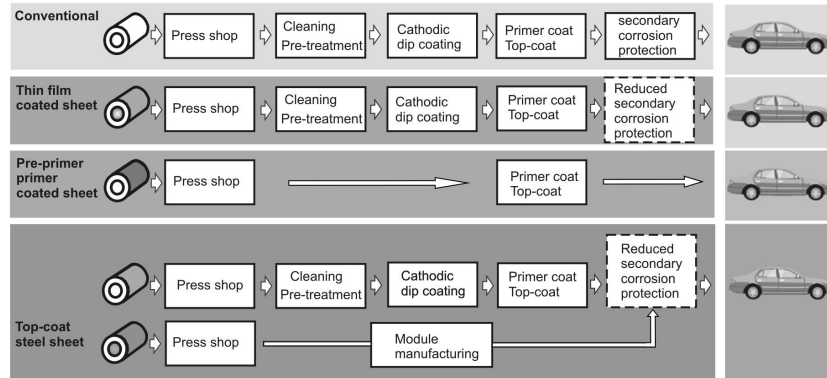 Conventional
Press shop
Cleaning
Pre-treatment
Cathodic
dip coating
Primer coat
Top-coat
secondary
corrosion
protection
Thin film
coated sheet
Press shop
Cleaning
Pre-treatment
Cathodic
dip coating
Primer coat
Top-coat
Reduced
secondary
corrosion
protection
Pre-primer
primer
coated sheet
Press shop
Primer coat
Top-coat
Press shop
Cleaning
Pre-treatment
Cathodic
dip coating
Primer coat
Top-coat
Reduced
secondary
corrosion
protection
Top-coat
steel sheet
Press shop
Module
manufacturing